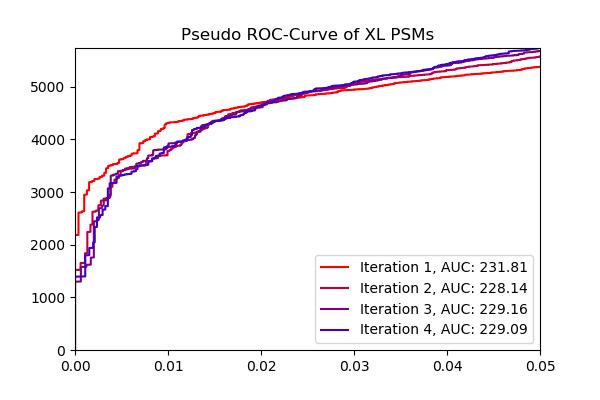 Pseudo ROC-Curve of XL PSMs
5000
4000
3000
2000
1000
0
0.00 0.01 0.02 0.03 0.04 0.05
Iteration 1, AUC: 231.81
Iteration 2, AUC: 228.14
Iteration 3, AUC: 229.16
Iteration 4, AUC: 229.09